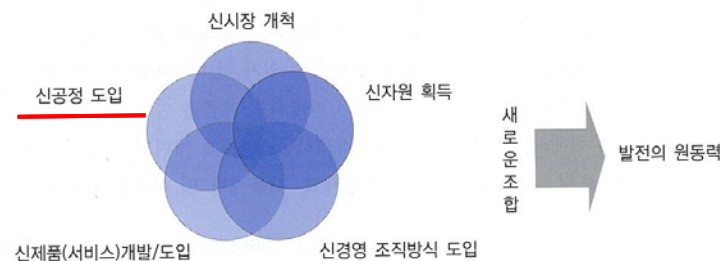 신시장 개척
신공정 도입
신자원 획득
새로운조합
발전의 원동력
신제품(서비스)개발/도입
신경영 조직방식 도입